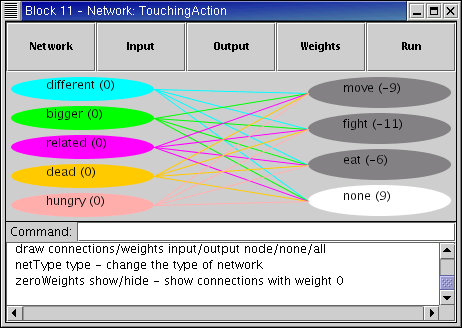 Block 11 - Network: TouchingAction
Network Input Output Weights Run
different (0) move (-9)
bigger (0) fight (-11)
related (0) eat (-6)
dead (0) none (9)
hungry (0)
Command:
draw connections/weights input/output node/none/all
netType type - change the type of network
zeroWeights show/hide - show connections with weight 0